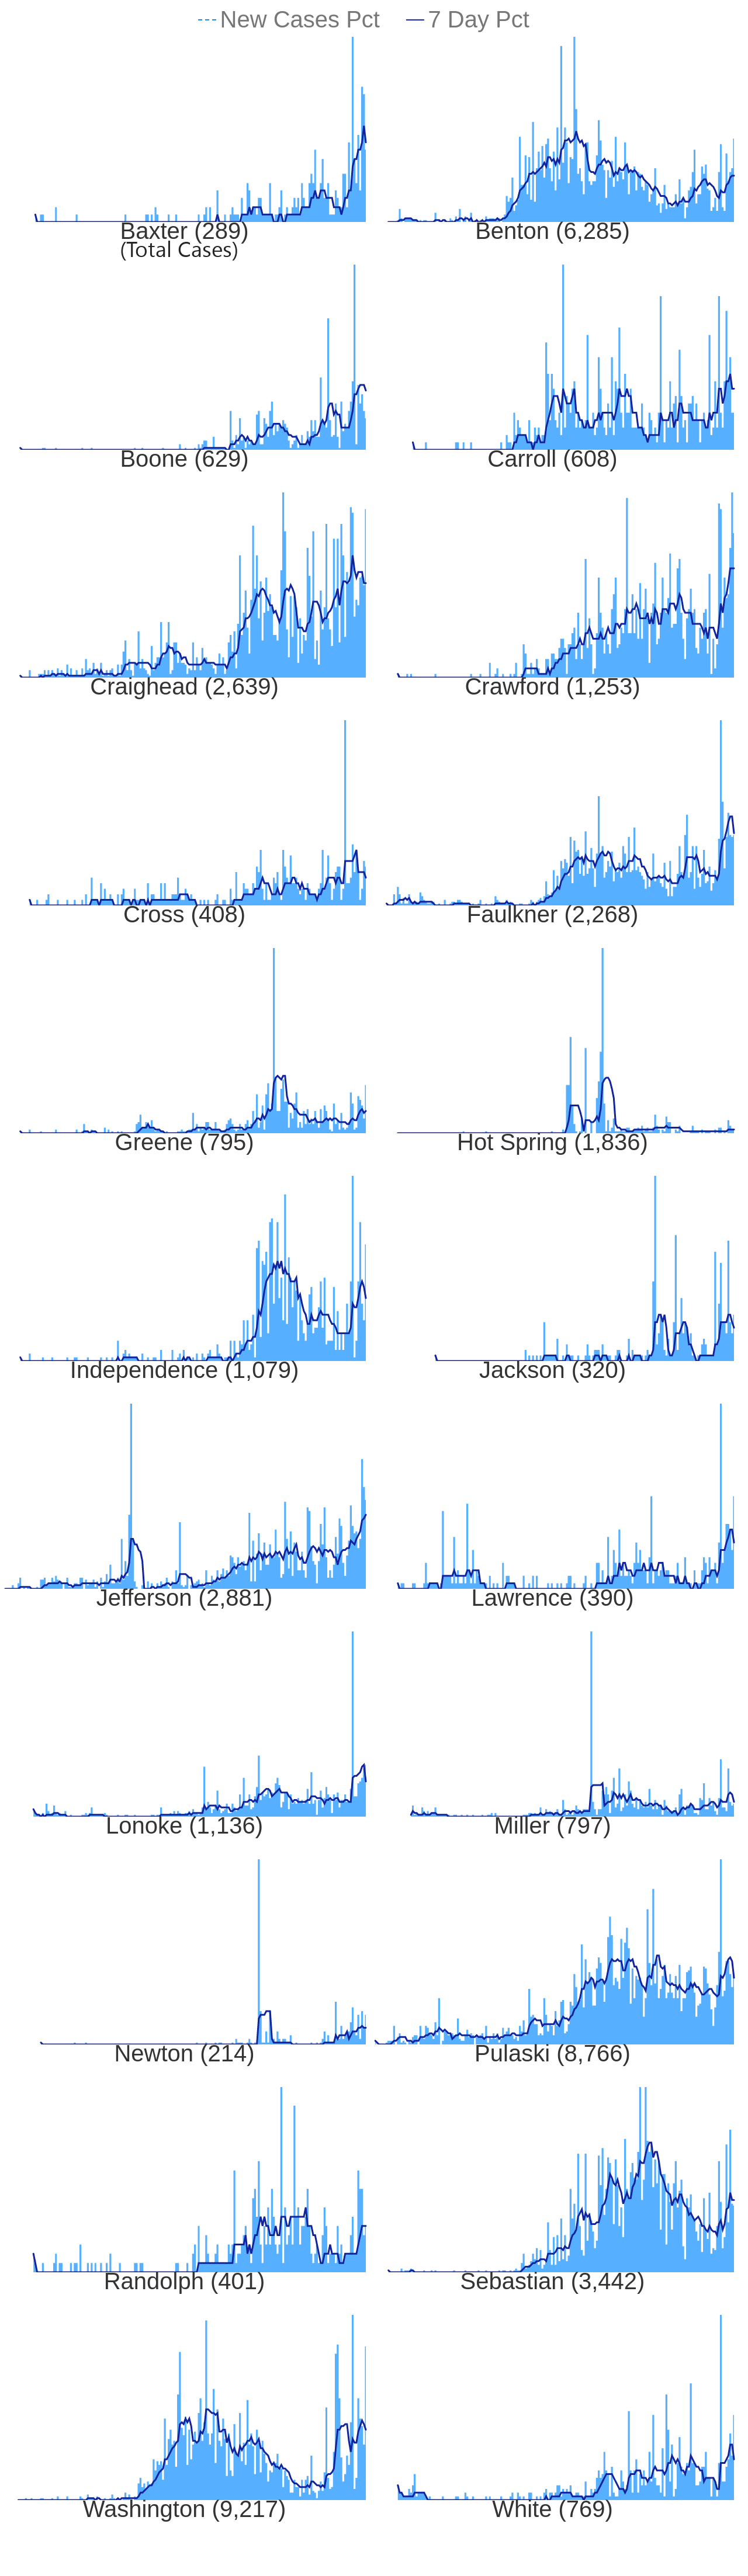 New Cases Pct 7 Day Pct
Baxter (289) Benton (6,285)
(Total Cases)
Boone (629) Carroll (608)
Craighead (2,639) Crawford (1,253)
Cross (408) Faulkner (2,268)
Greene (795) Hot Spring (1,836)
Independence (1,079) Jackson (320)
Jefferson (2,881) Lawrence (390)
Lonoke (1,136) Miller (797)
Newton (214) Pulaski (8,766)
Randolph (401) Sebastian (3,442)
Washington (9,217) White (769)